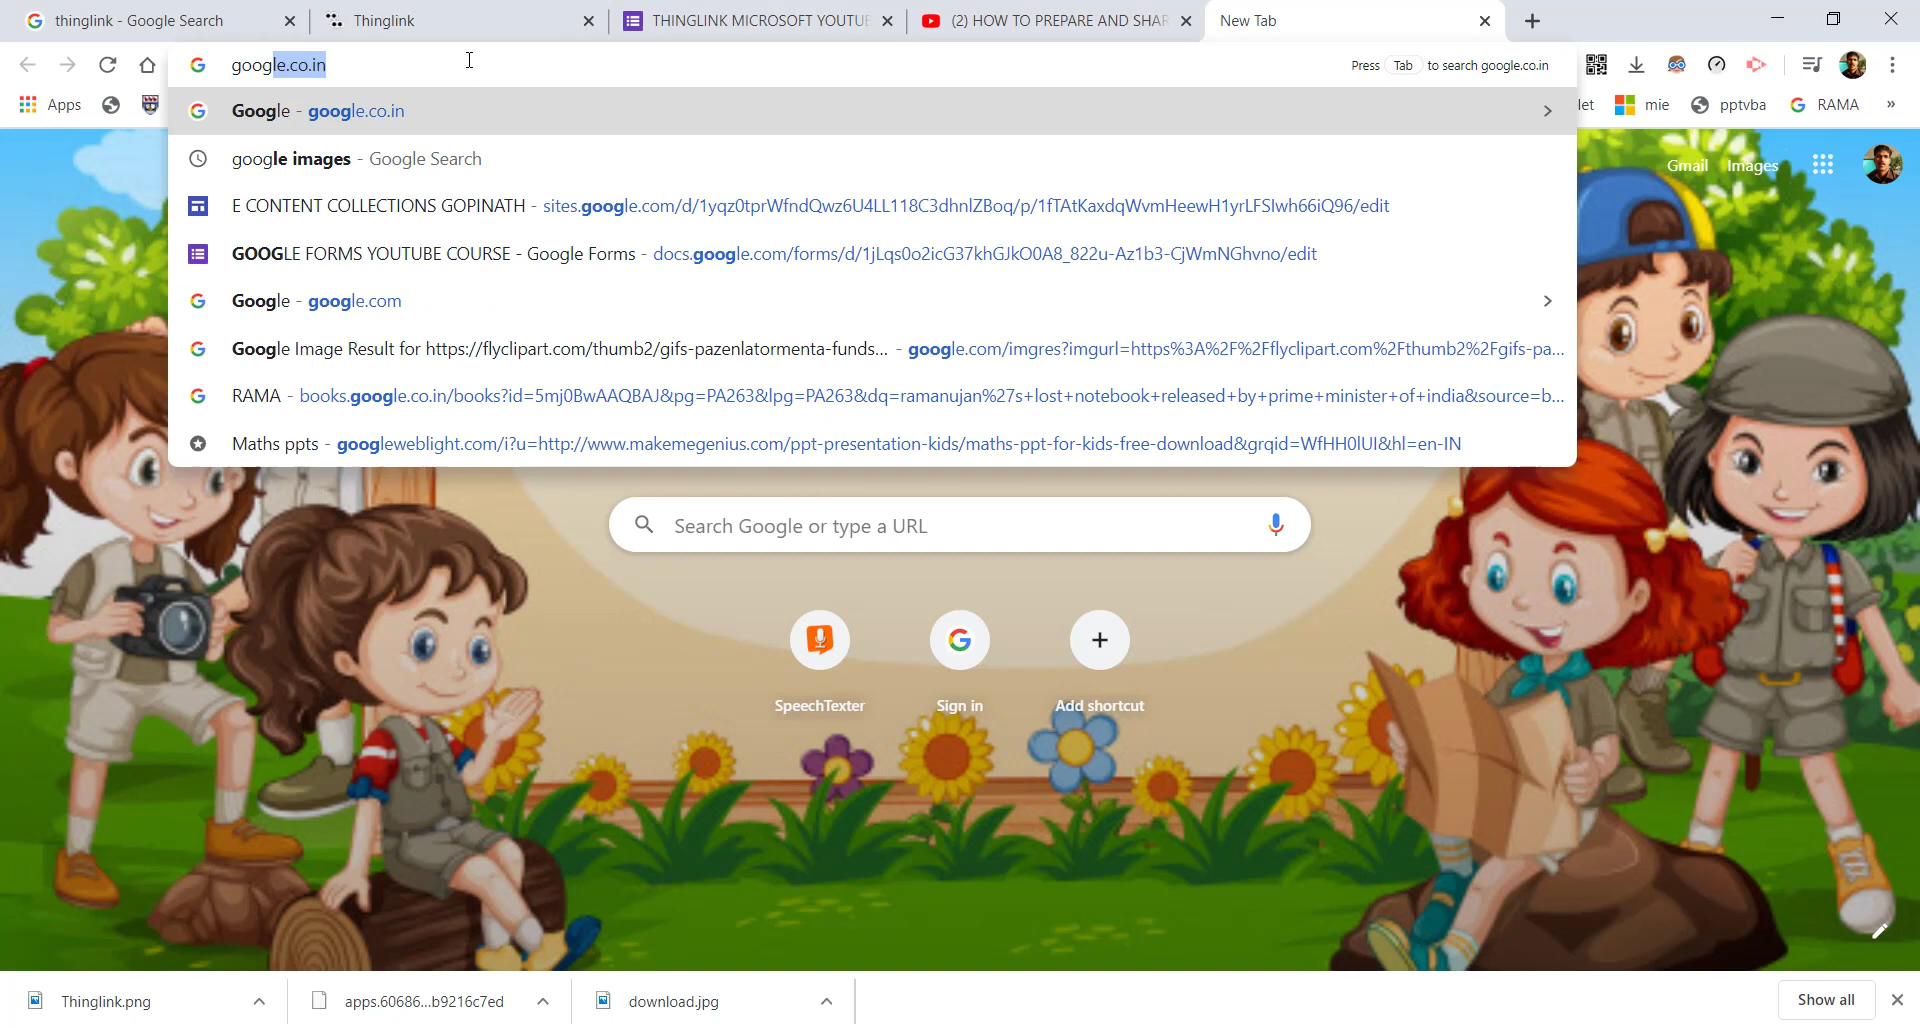 thinglink - Google Search
Thinglink
THINGLINK MICROSOFT YOUTUB
(2) HOW TO PREPARE AND SHAR
New Tab
google.co.in
Press Tab to search google.co.in
Apps
let
mie
pptvba
RAMA
»
Google - google.co.in
google images - Google Search
E CONTENT COLLECTIONS GOPINATH - sites.google.com/d/1yqz0tprWfndQwz6U4LL118C3dhnlZBoq/p/1fTAtKaxdqWvmHeewH1yrLFSlwh66iQ96/edit
GOOGLE FORMS YOUTUBE COURSE - Google Forms - docs.google.com/forms/d/1jLqs0o2icG37khGJkO0A8_822u-Az1b3-CjWmNGhvno/edit
Google - google.com
Google Image Result for https://flyclipart.com/thumb2/gifs-pazenlatormenta-funds... - google.com/imgres?imgurl=https%3A%2F%2Fflyclipart.com%2Fthumb2%2Fgifs-pa...
RAMA - books.google.co.in/books?id=5mj0BwAAQBAJ&pg=PA263&lpg=PA263&dq=ramanujan%27s+lost+notebook+released+by+prime+minister+of+india&source=b...
Maths ppts - googleweblight.com/i?u=http://www.makemegenius.com/ppt-presentation-kids/maths-ppt-for-kids-free-download&grqid=WfHH0lUI&hl=en-IN
Gmail Images
Search Google or type a URL
SpeechTexter
Sign in
Add shortcut
Thinglink.png
apps.60686...b9216c7ed
download.jpg
Show all